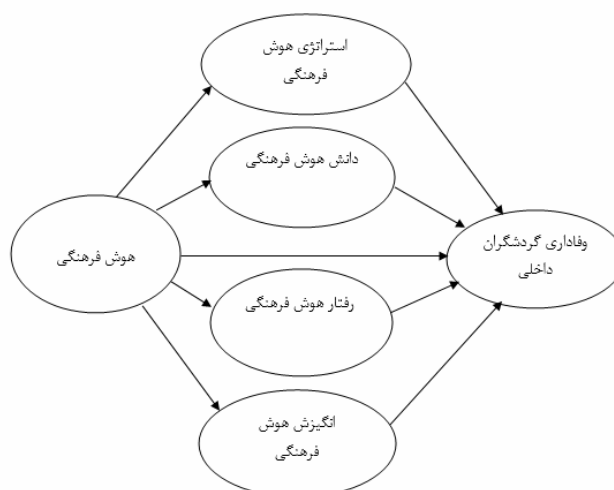 استراتژی هوش
فرهنگی
دانش هوش فرهنگی
وفاداری گردشگران
داخلی
هوش فرهنگی
رفتار هوش فرهنگی
انگیزش هوش
فرهنگی